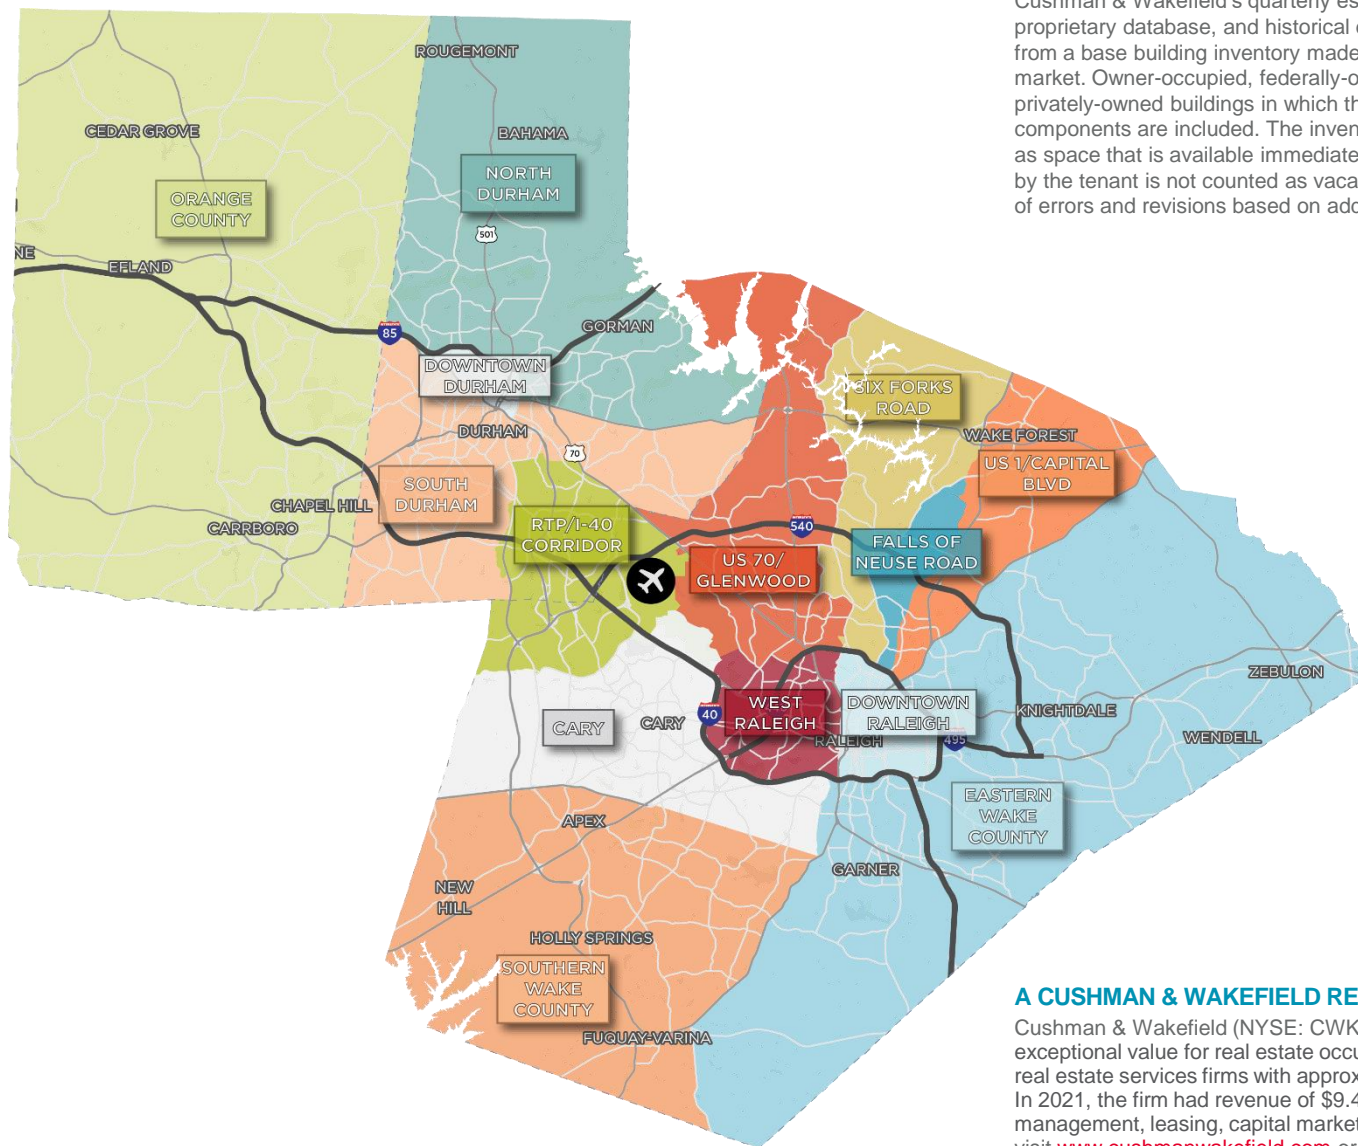 Cushman & Wakefield's quarterly es
proprietary database, and historical
from a base building inventory made
market. Owner-occupied, federally-o
privately-owned buildings in which th
components are included. The inven
as space that is available immediate
by the tenant is not counted as vaca
of errors and revisions based on add
ROUGEMONT
CEDAR GROVE
BAHAMA
NORTH
DURHAM
ORANGE
COUNTY
501
NE
EFLAND
GORMAN
85
DOWNTOWN
DURHAM
SIX FORKS
ROAD
DURHAM
WAKE FOREST
70
US 1/CAPITAL
BLVD
SOUTH
DURHAM
CHAPEL HILL
CARRBORO
RTP/I-40
CORRIDOR
540
FALLS OF
NEUSE ROAD
US 70/
GLENWOOD
ZEBULON
WEST
RALEIGH
DOWNTOWN
RALEIGH
KNIGHTDALE
40
CARY
CARY
RALEIGH
495
WENDELL
EASTERN
WAKE
COUNTY
APEX
GARNER
NEW
HILL
HOLLY SPRINGS
SOUTHERN
WAKE
COUNTY
FUQUAY-VARINA
A CUSHMAN & WAKEFIELD RE
Cushman & Wakefield (NYSE: CWK
exceptional value for real estate occu
real estate services firms with approx
In 2021, the firm had revenue of $9.4
management, leasing, capital market
visit www.cushmanwakefield.com or